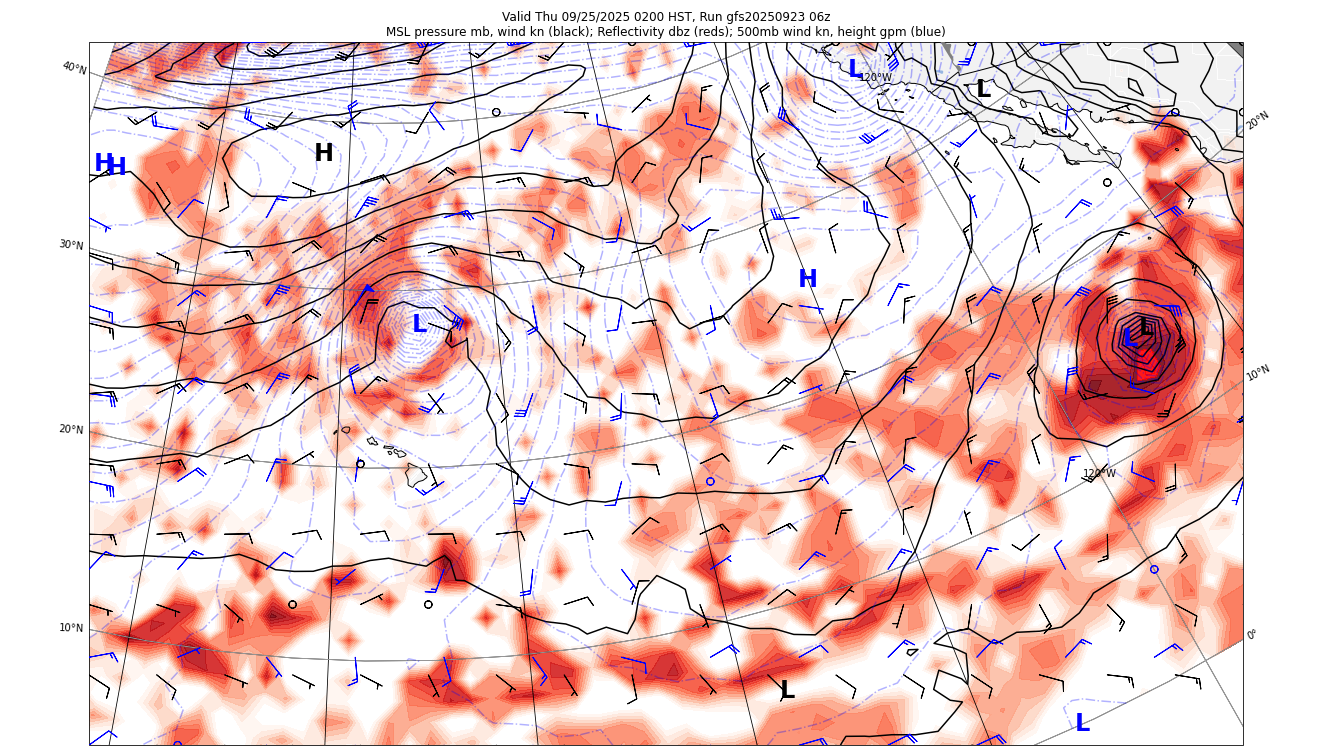 Valid Thu 09/25/2025 0200 HST, Run gfs20250923 06z
MSL pressure mb, wind kn (black); Reflectivity dbz (reds); 500mb wind kn, height gpm (blue)
40°N
L
120°W
L
20°N
H
H
H
30°N
H
L
L
L
10°N
20°N
120°W
10°N
0°
L
L